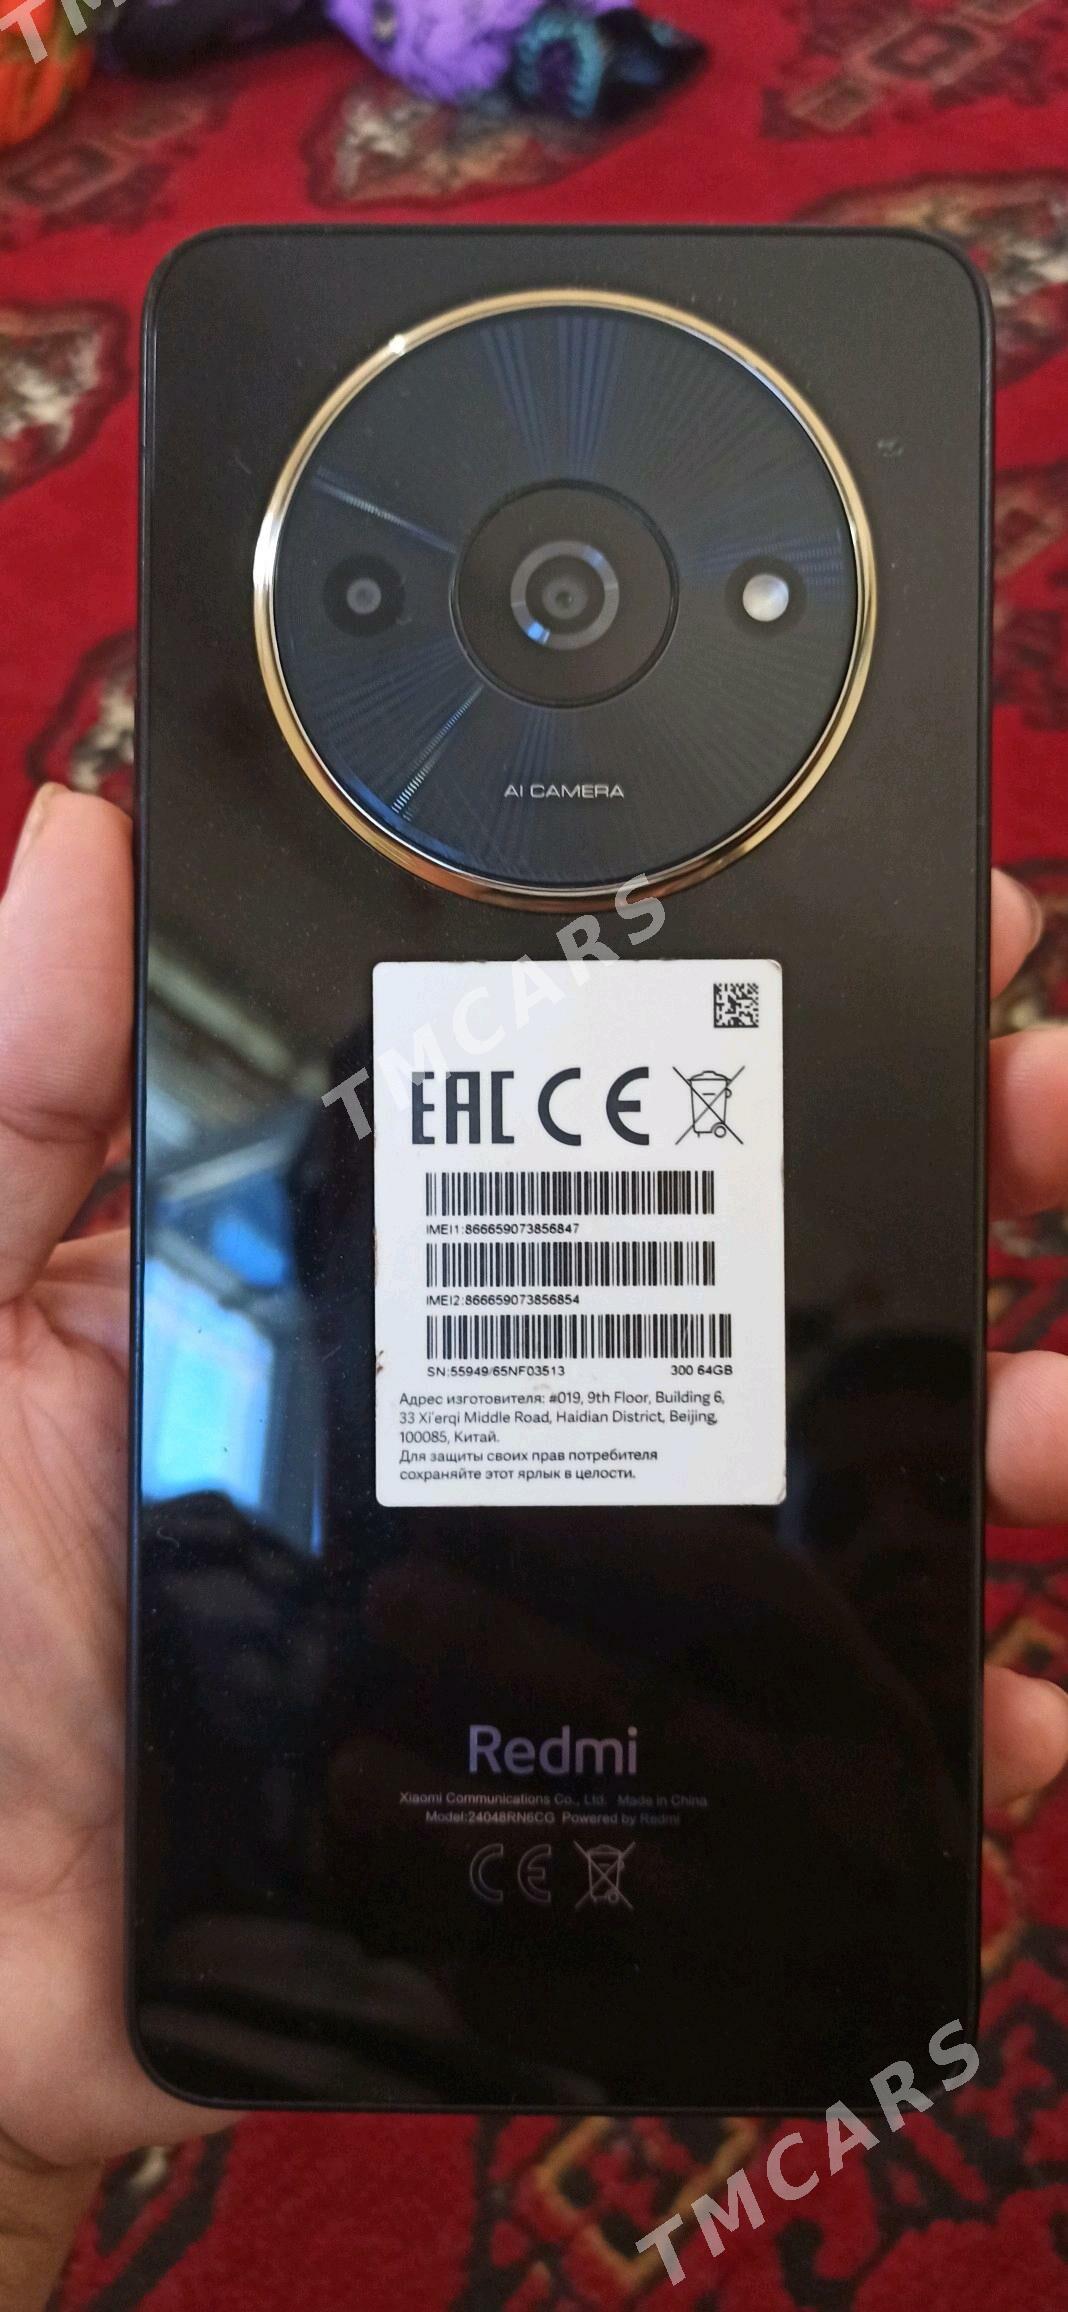 TM
AI CAMERA
TMCARS
EAC CE
IMEI1:866659073856847
IMEI2:866659073856854
SN:55949/65NF03513 300 64GB
Адрес изготовителя: #019, 9th Floor, Building 6,
33 Xi'erqi Middle Road, Haidian District, Beijing,
100085, Китай.
Для защиты своих прав потребителя
сохраняйте этот ярлык в целости.
Redmi
Xiaomi Communications Co., Ltd. Made in China
Model:24048RN6CG Powered by Redmi
CE
TMCARS